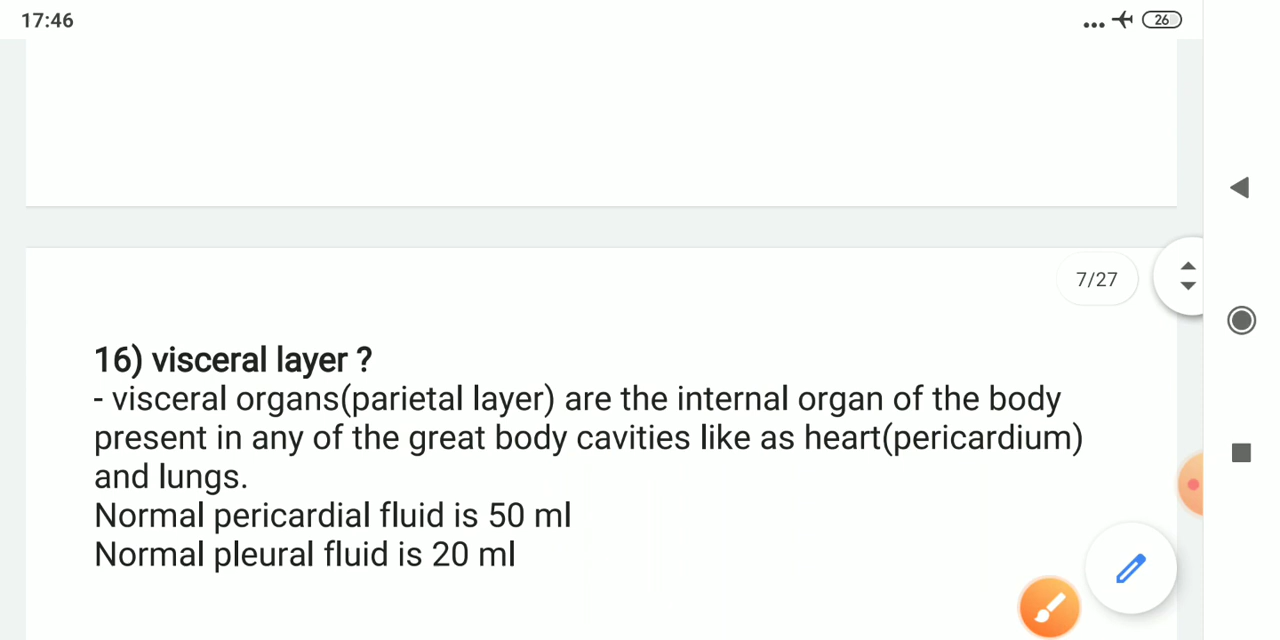 17:46
26
7/27
16) visceral layer ?
- visceral organs(parietal layer) are the internal organ of the body
present in any of the great body cavities like as heart(pericardium)
and lungs.
Normal pericardial fluid is 50 ml
Normal pleural fluid is 20 ml